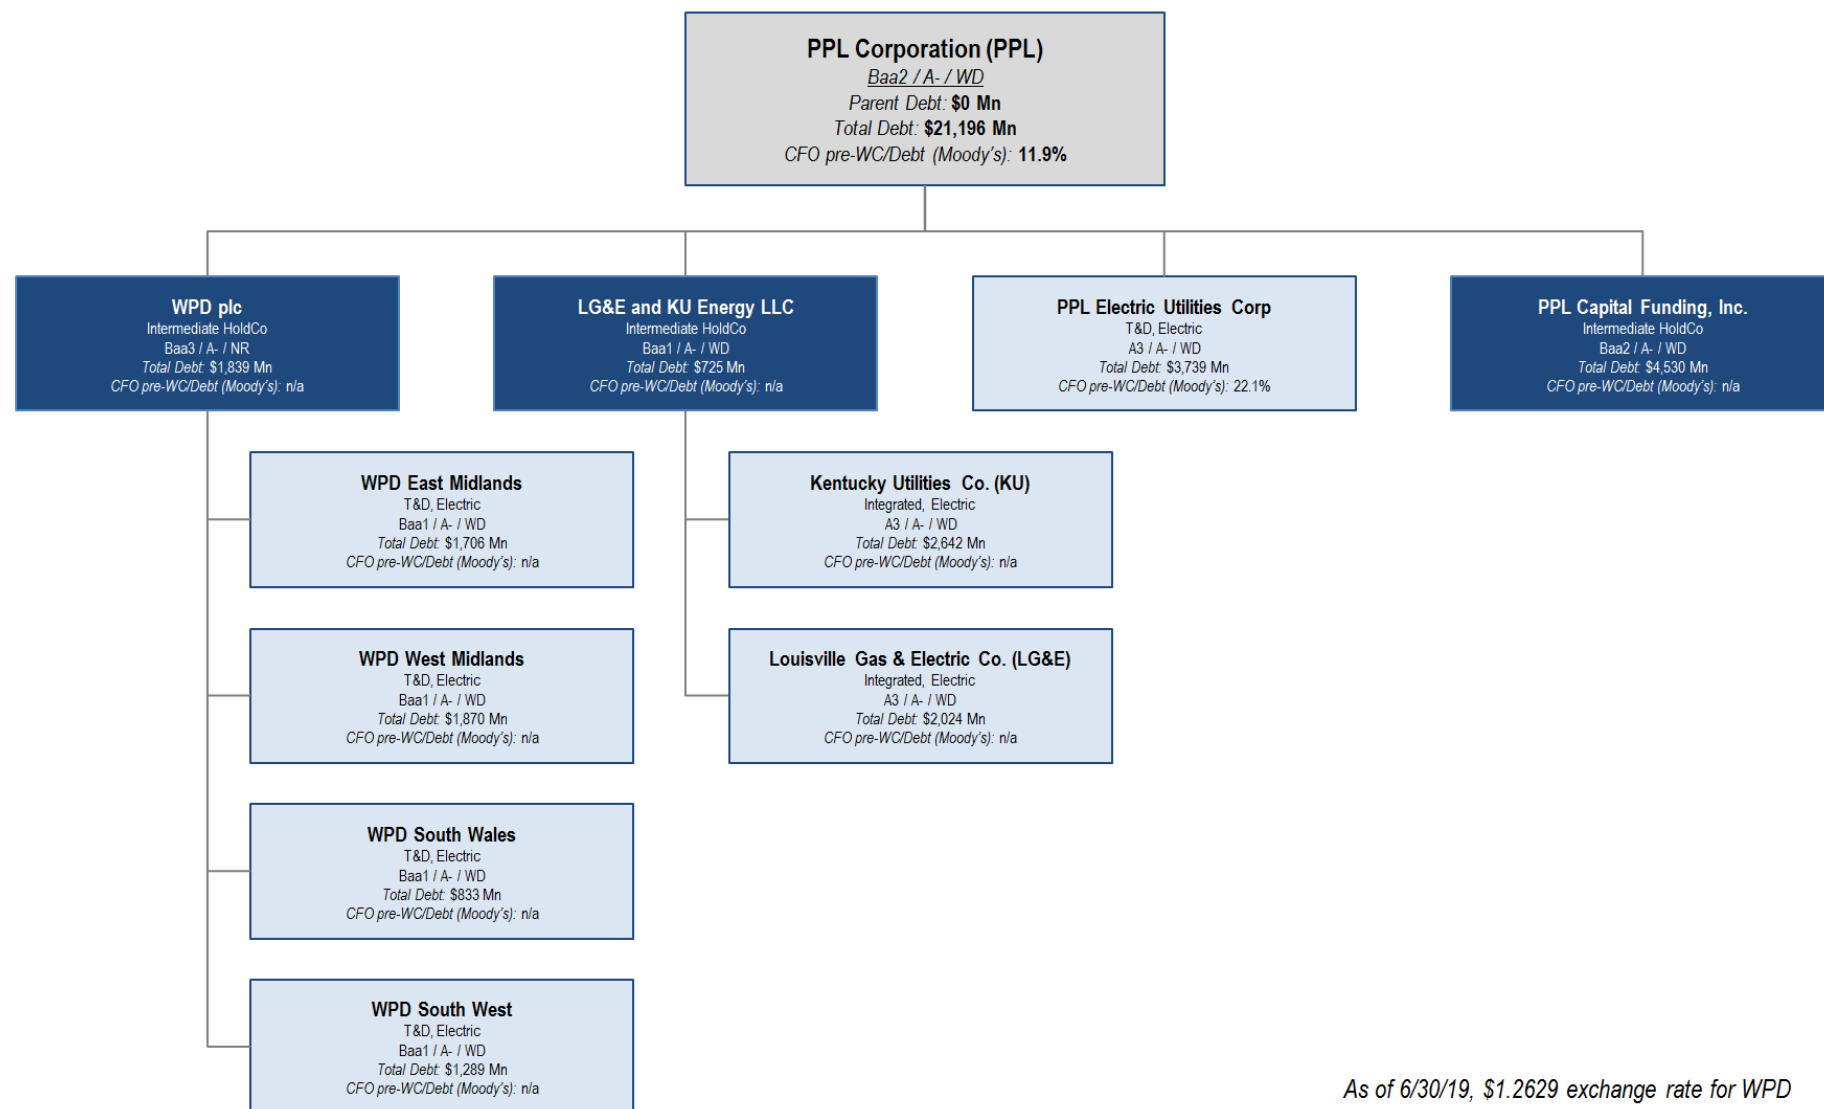 PPL Corporation (PPL)
Baa2 / A- / WD
Parent Debt: $0 Mn
Total Debt: $21,196 Mn
CFO pre-WC/Debt (Moody's): 11.9%
WPD plc
Intermediate HoldCo
Baa3 / A- / NR
Total Debt: $1,839 Mn
CFO pre-WC/Debt (Moody's): n/a
LG&E and KU Energy LLC
Intermediate HoldCo
Baa1 / A- / WD
Total Debt: $725 Mn
CFO pre-WC/Debt (Moody's): n/a
PPL Electric Utilities Corp
T&D, Electric
A3 / A- / WD
Total Debt: $3,739 Mn
CFO pre-WC/Debt (Moody's): 22.1%
PPL Capital Funding, Inc.
Intermediate HoldCo
Baa2 / A- / WD
Total Debt: $4,530 Mn
CFO pre-WC/Debt (Moody's): n/a
WPD East Midlands
T&D, Electric
Baa1 / A- / WD
Total Debt: $1,706 Mn
CFO pre-WC/Debt (Moody's): n/a
Kentucky Utilities Co. (KU)
Integrated, Electric
A3 / A- / WD
Total Debt: $2,642 Mn
CFO pre-WC/Debt (Moody's): n/a
WPD West Midlands
T&D, Electric
Baa1 / A- / WD
Total Debt: $1,870 Mn
CFO pre-WC/Debt (Moody's): n/a
Louisville Gas & Electric Co. (LG&E)
Integrated, Electric
A3 / A- / WD
Total Debt: $2,024 Mn
CFO pre-WC/Debt (Moody's): n/a
WPD South Wales
T&D, Electric
Baa1 / A- / WD
Total Debt: $833 Mn
CFO pre-WC/Debt (Moody's): n/a
WPD South West
T&D, Electric
Baa1 / A- / WD
Total Debt: $1,289 Mn
CFO pre-WC/Debt (Moody's): n/a
As of 6/30/19, $1.2629 exchange rate for WPD